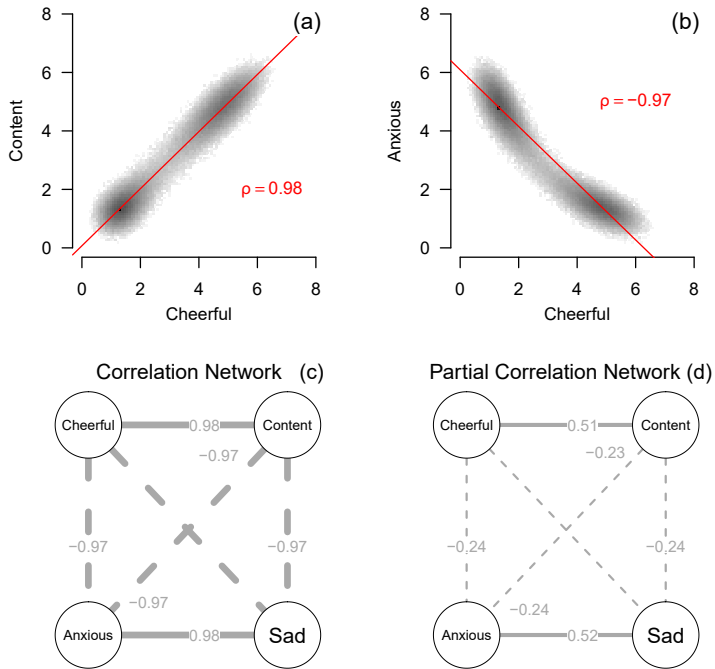 (a)
Content
8
6
4
2
0
ρ = 0.98
0 2 4 6 8
Cheerful
(b)
Anxious
8
6
4
2
0
ρ = −0.97
0 2 4 6 8
Cheerful
Correlation Network (c)
Cheerful
0.98
Content
−0.97
−0.97
−0.97
−0.97
Anxious
0.98
Sad
Partial Correlation Network (d)
Cheerful
0.51
Content
−0.23
−0.24
−0.24
−0.24
Anxious
0.52
Sad